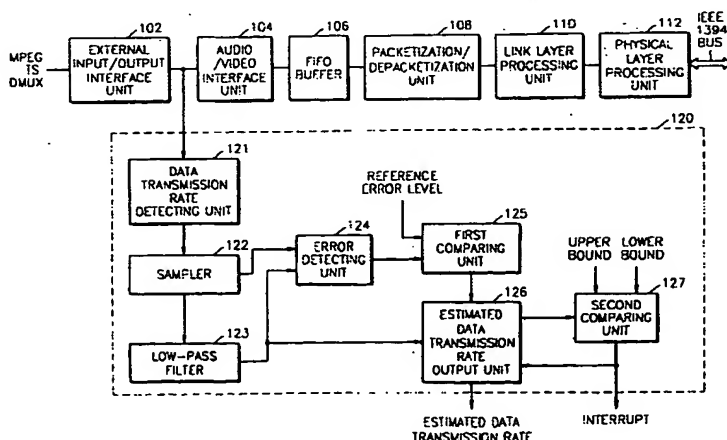 102
104
106
108
110
112
MPEG
TS
DMUX
EXTERNAL
INPUT/OUTPUT
INTERFACE
UNIT
AUDIO
/VIDEO
INTERFACE
UNIT
FIFO
BUFFER
PACKETIZATION/
DEPACKETIZATION
UNIT
LINK LAYER
PROCESSING
UNIT
PHYSICAL
LAYER
PROCESSING
UNIT
IEEE
1394
BUS
120
121
DATA
TRANSMISSION
RATE
DETECTING UNIT
REFERENCE
ERROR LEVEL
122
SAMPLER
124
ERROR
DETECTING
UNIT
125
FIRST
COMPARING
UNIT
UPPER
BOUND
LOWER
BOUND
123
LOW-PASS
FILTER
126
ESTIMATED
DATA
TRANSMISSION
RATE
OUTPUT UNIT
127
SECOND
COMPARING
UNIT
ESTIMATED DATA
TRANSMISSION RATE
INTERRUPT